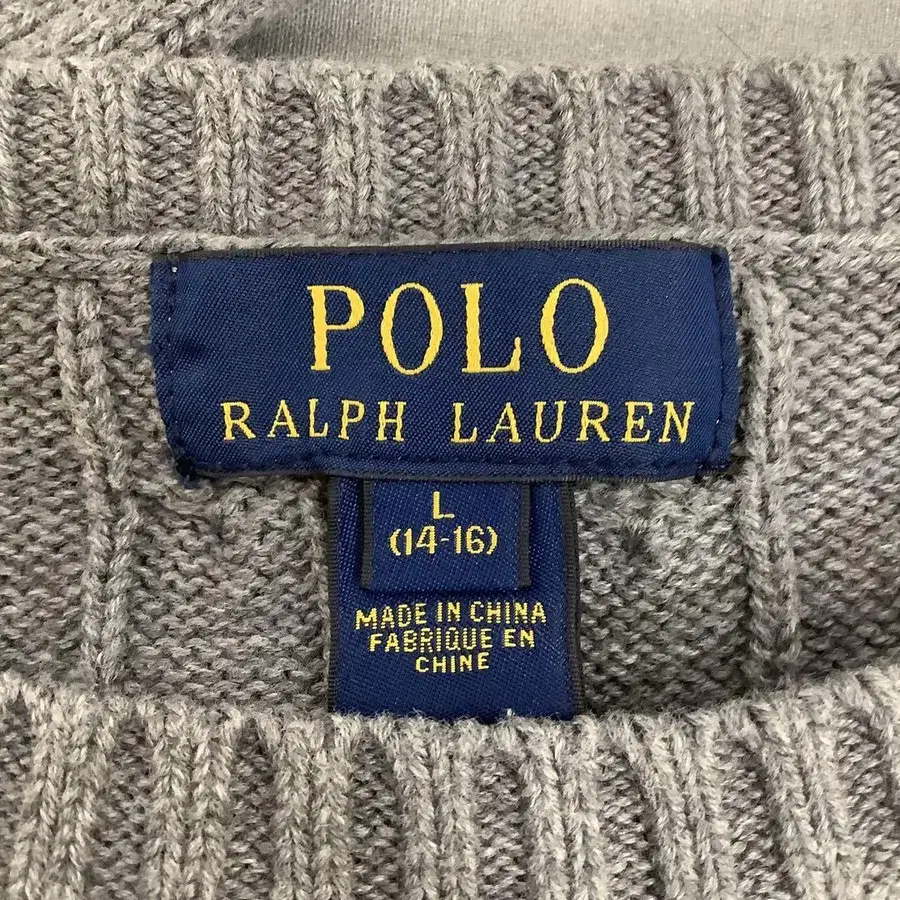 POLO
RALPH LAUREN
L
(14-16)
MADE IN CHINA
FABRIQUE EN
CHINE